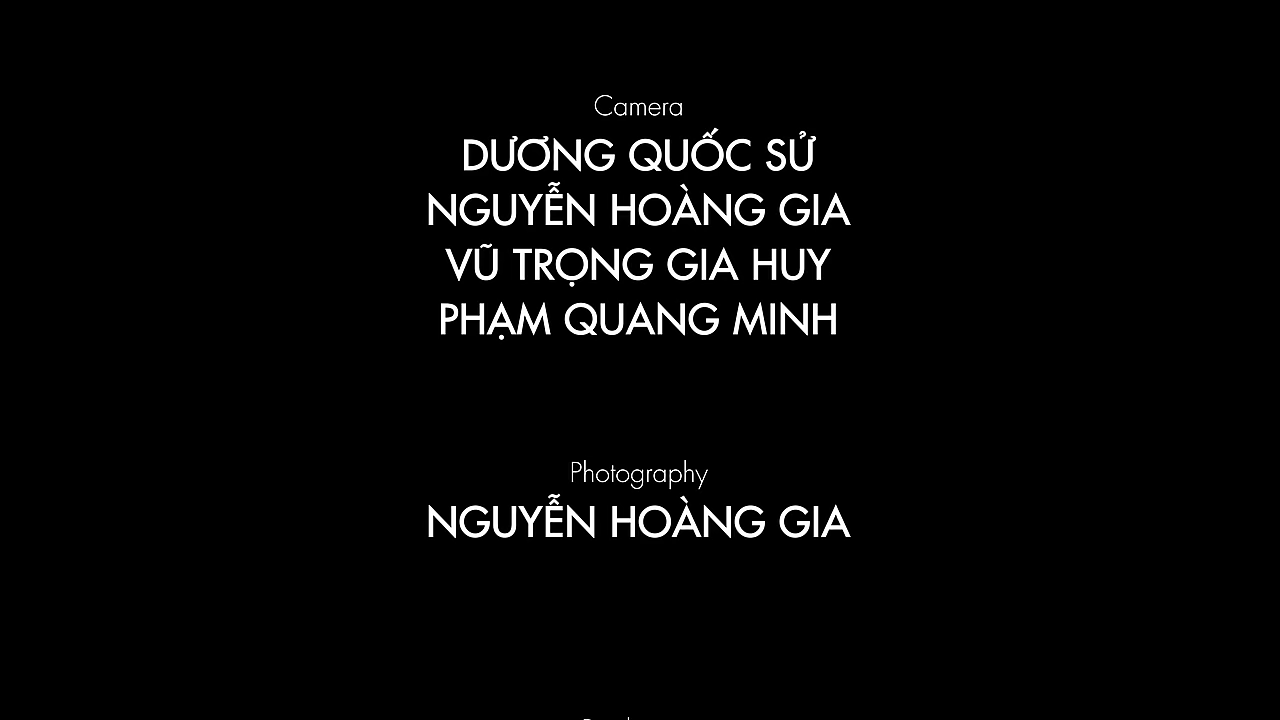 Camera
DƯƠNG QUỐC SỬ
NGUYỄN HOÀNG GIA
VŨ TRỌNG GIA HUY
PHẠM QUANG MINH
Photography
NGUYỄN HOÀNG GIA